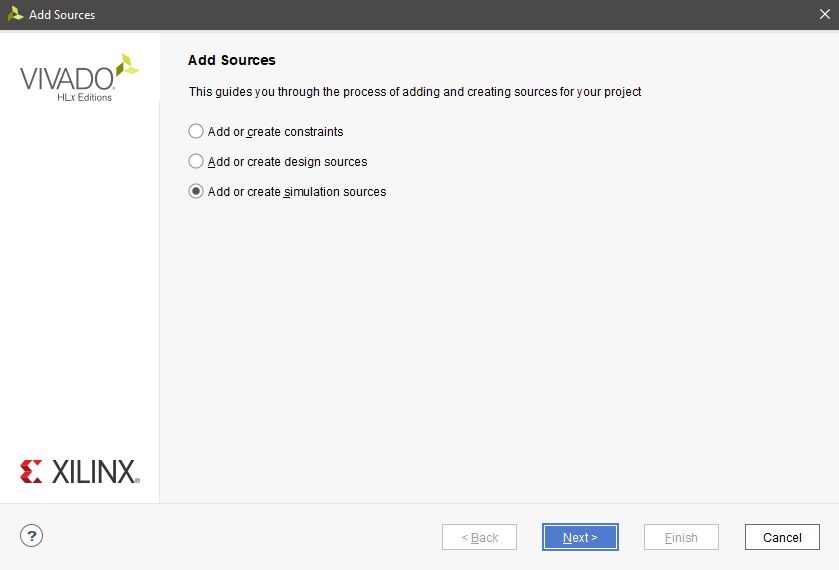 Add Sources
VIVADO
HLx Editions
Add Sources
This guides you through the process of adding and creating sources for your project
Add or create constraints
Add or create design sources
Add or create simulation sources
XILINX®
?
< Back
Next >
Finish
Cancel